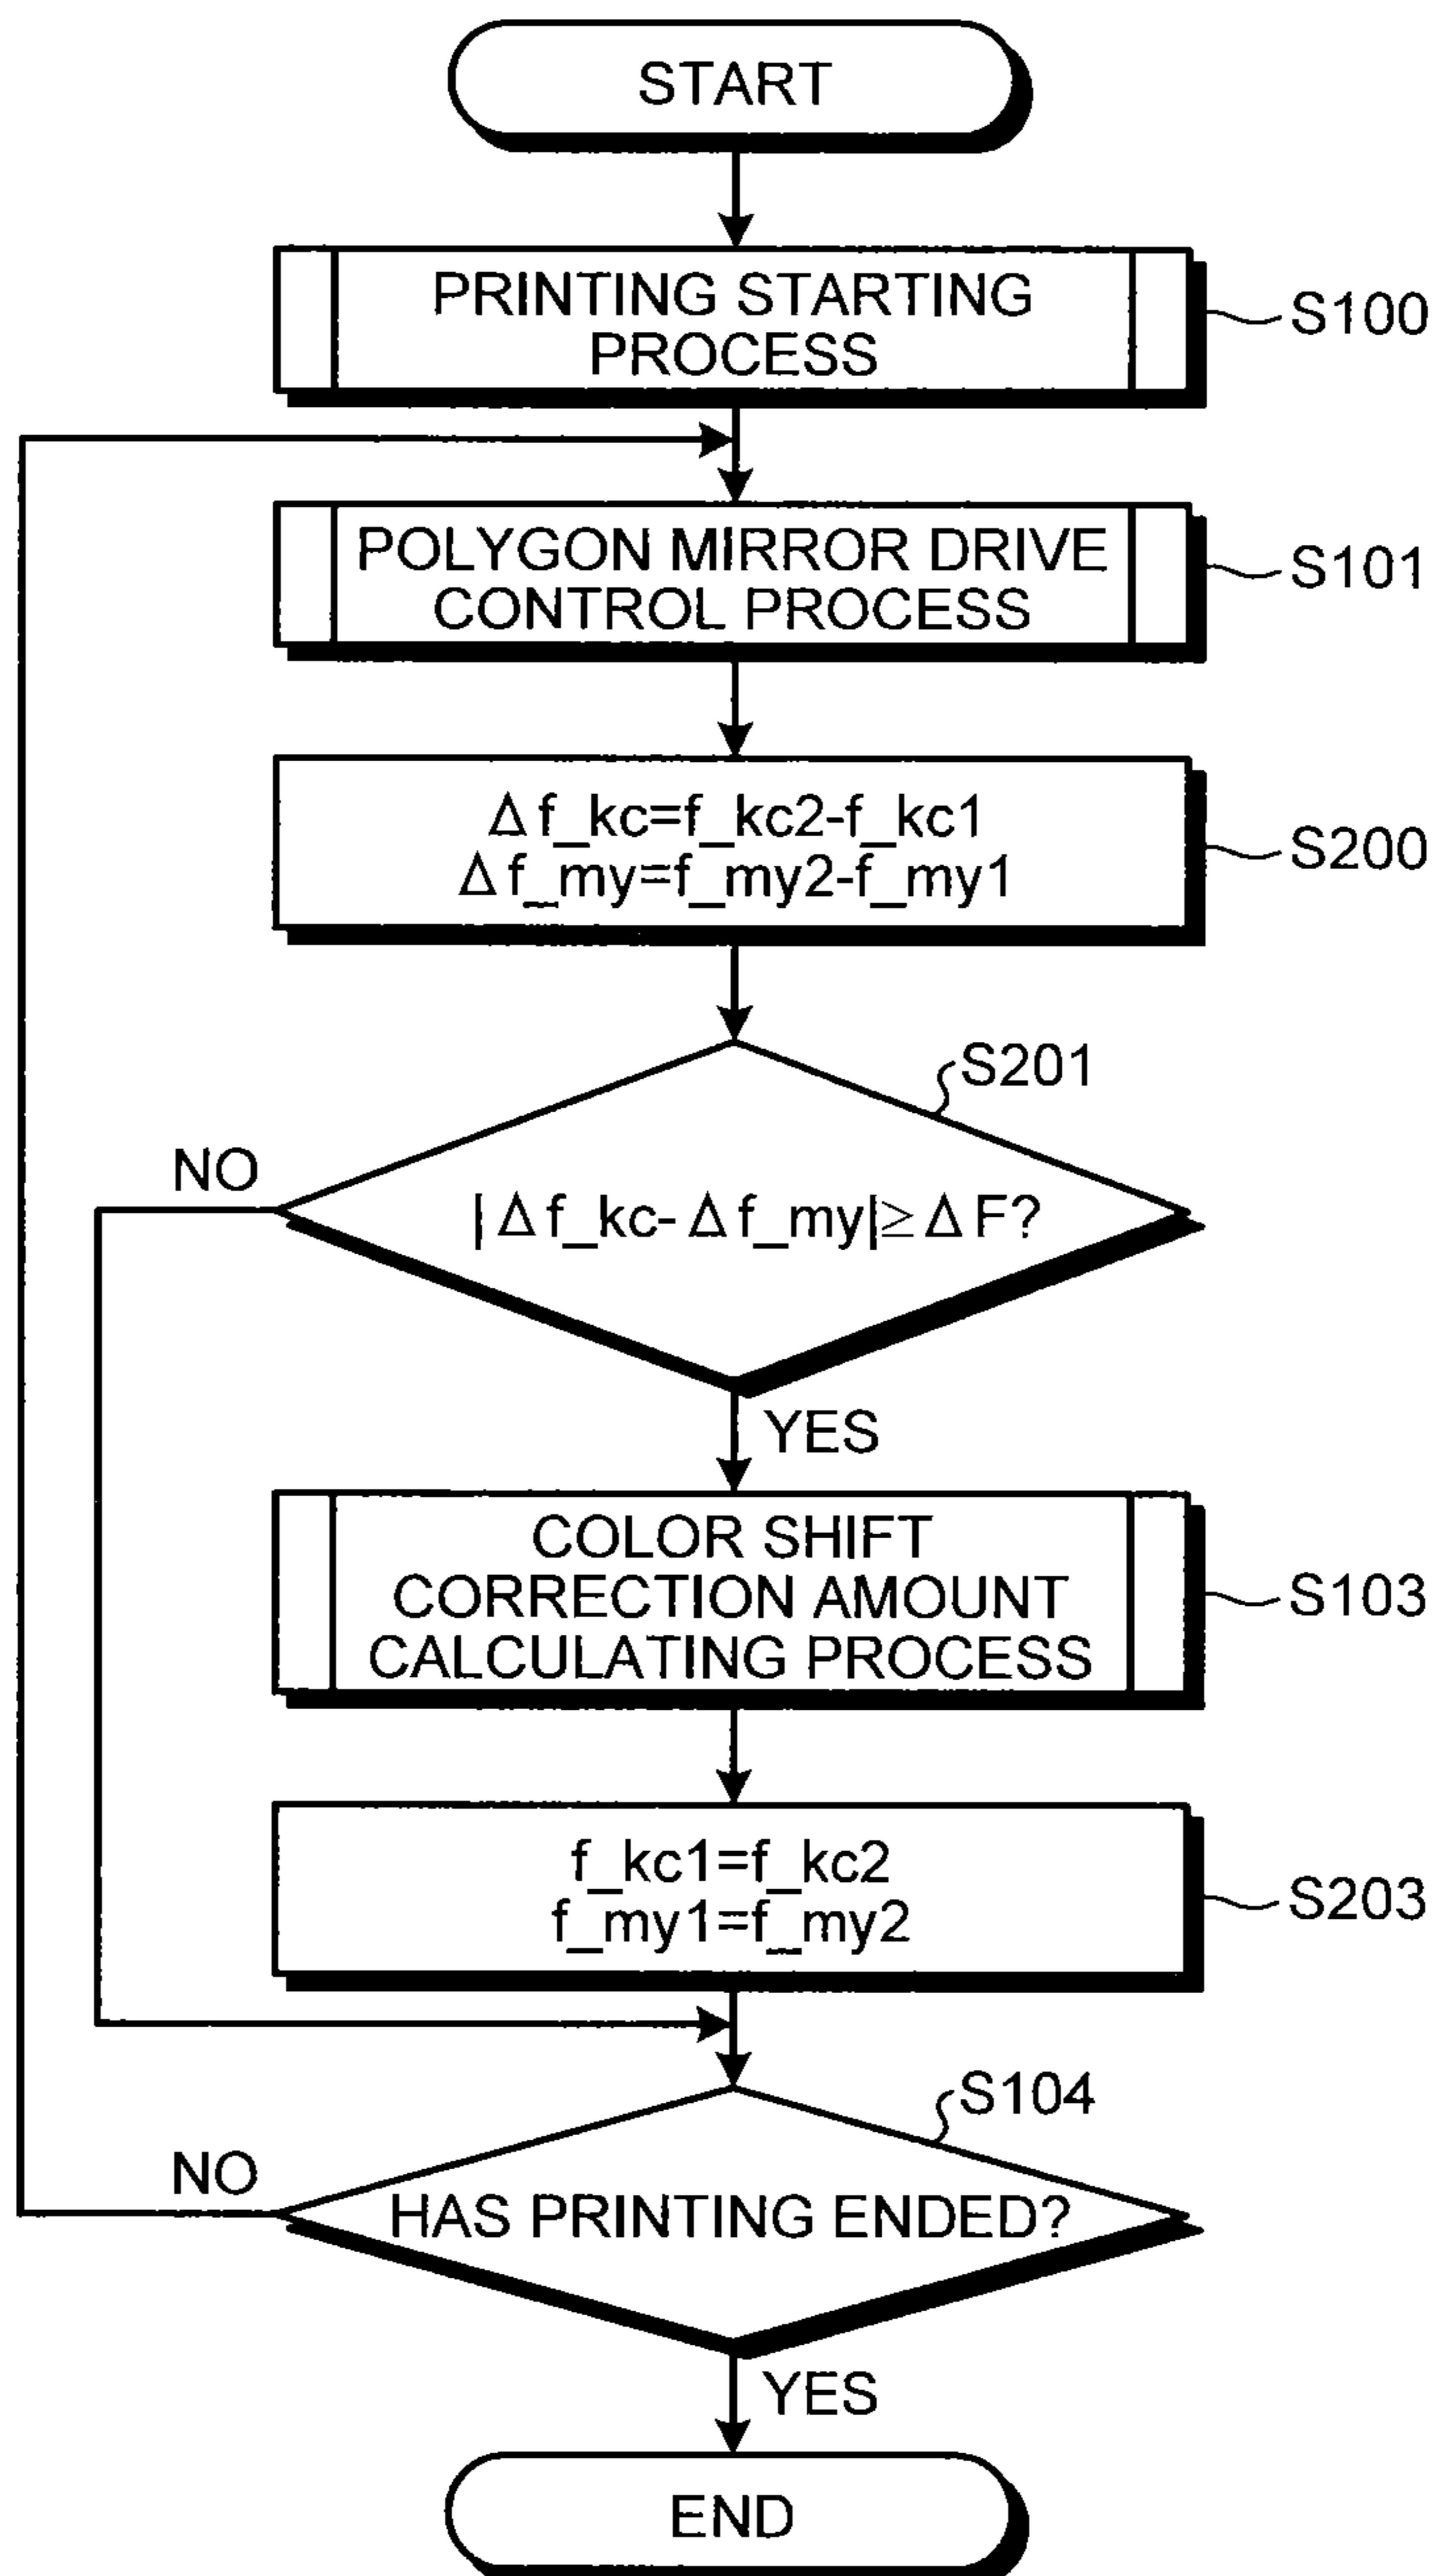 START
PRINTING STARTING
PROCESS
S100
POLYGON MIRROR DRIVE
CONTROL PROCESS
S101
Δf_kc=f_kc2-f_kc1
Δf_my=f_my2-f_my1
S200
S201
NO
|Δf_kc-Δf_my|≥ΔF?
YES
COLOR SHIFT
CORRECTION AMOUNT
CALCULATING PROCESS
S103
f_kc1=f_kc2
f_my1=f_my2
S203
S104
NO
HAS PRINTING ENDED?
YES
END